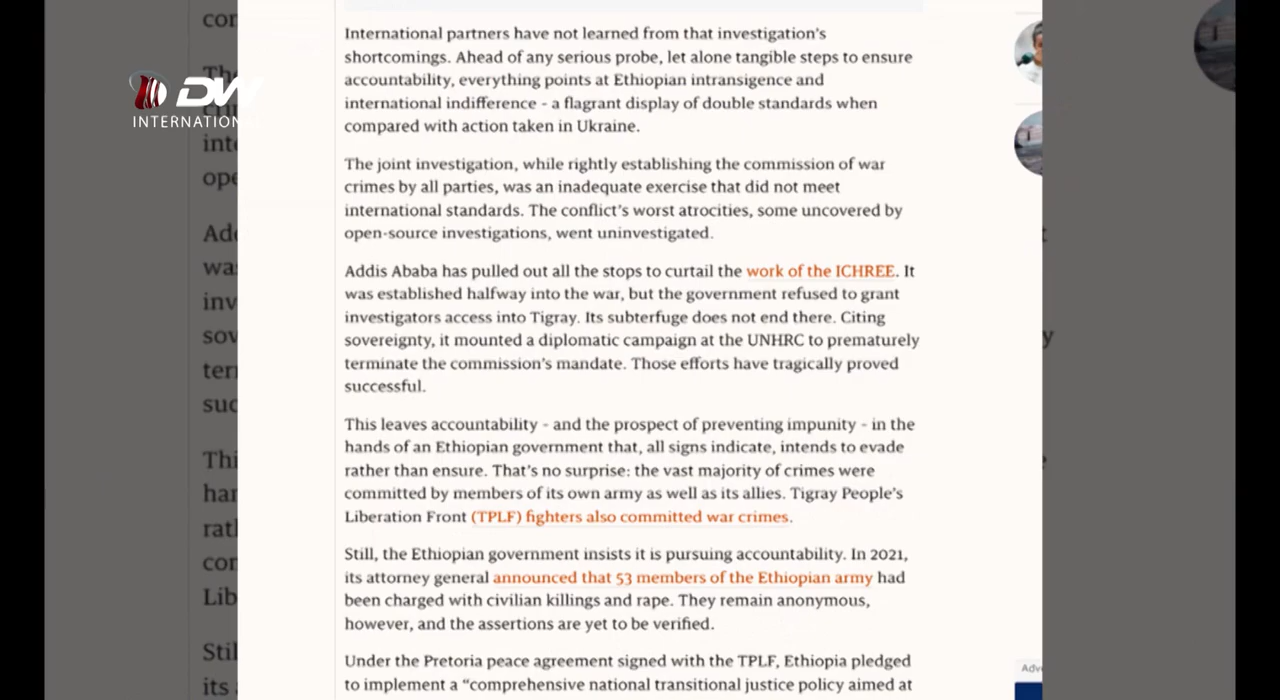 DW
INTERNATION
International partners have not learned from that investigation's
shortcomings. Ahead of any serious probe, let alone tangible steps to ensure
accountability, everything points at Ethiopian intransigence and
international indifference - a flagrant display of double standards when
compared with action taken in Ukraine.
The joint investigation, while rightly establishing the commission of war
crimes by all parties, was an inadequate exercise that did not meet
international standards. The conflict's worst atrocities, some uncovered by
open-source investigations, went uninvestigated.
Addis Ababa has pulled out all the stops to curtail the work of the ICHREE. It
was established halfway into the war, but the government refused to grant
investigators access into Tigray. Its subterfuge does not end there. Citing
sovereignty, it mounted a diplomatic campaign at the UNHRC to prematurely
terminate the commission's mandate. Those efforts have tragically proved
successful.
This leaves accountability - and the prospect of preventing impunity - in the
hands of an Ethiopian government that, all signs indicate, intends to evade
rather than ensure. That's no surprise: the vast majority of crimes were
committed by members of its own army as well as its allies. Tigray People's
Liberation Front (TPLF) fighters also committed war crimes.
Still, the Ethiopian government insists it is pursuing accountability. In 2021,
its attorney general announced that 53 members of the Ethiopian army had
been charged with civilian killings and rape. They remain anonymous,
however, and the assertions are yet to be verified.
Under the Pretoria peace agreement signed with the TPLF, Ethiopia pledged
to implement a "comprehensive national transitional justice policy aimed at